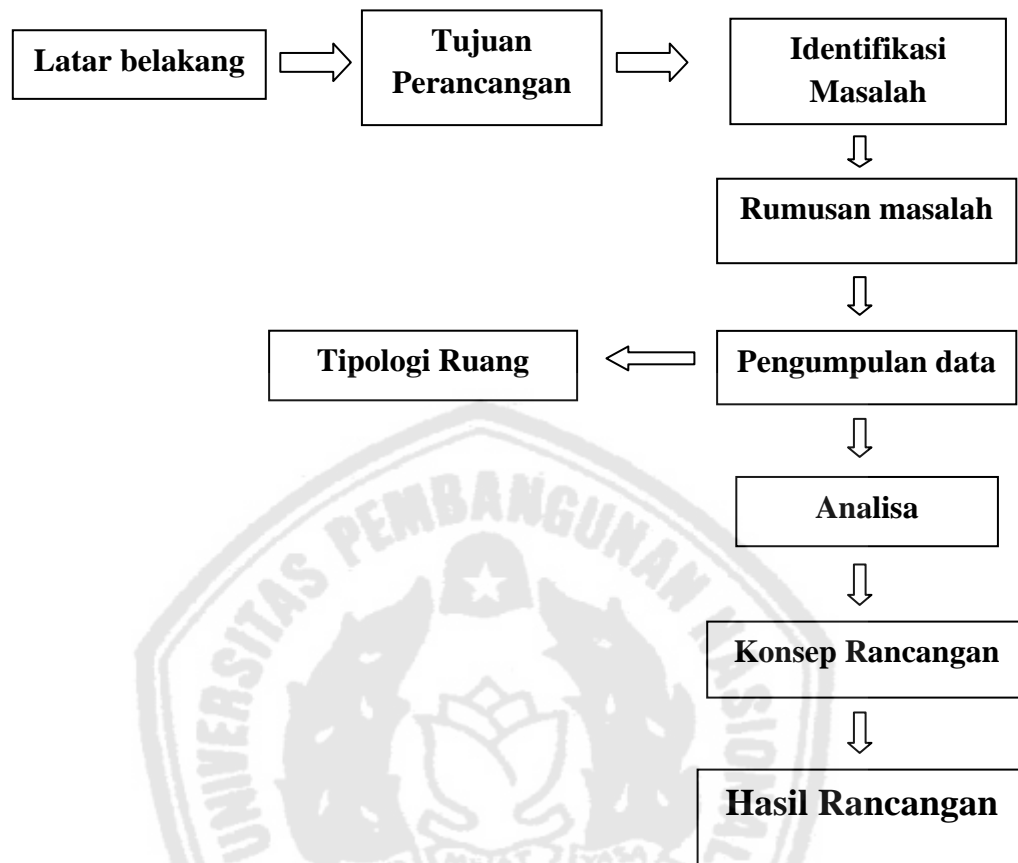 Latar belakang
Tujuan
Perancangan
Identifikasi
Masalah
Rumusan masalah
Tipologi Ruang
Pengumpulan data
Analisa
Konsep Rancangan
Hasil Rancangan
UNIVERSITAS PEMBANGUNAN NASIONAL